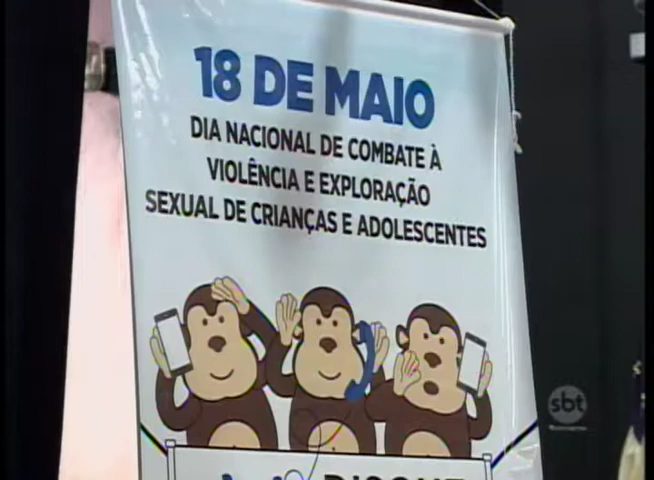 18 DE MAIO
DIA NACIONAL DE COMBATE À
VIOLÊNCIA E EXPLORAÇÃO
SEXUAL DE CRIANÇAS E ADOLESCENTES
sbt